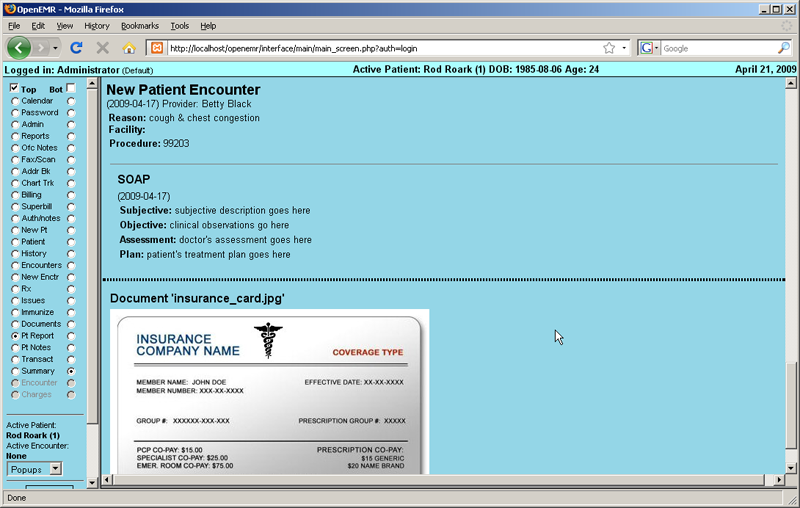 OpenEMR - Mozilla Firefox
File Edit View History Bookmarks Tools Help
http://localhost/openemr/interface/main/main_screen.php?auth=login
Google
Logged in: Administrator (Default)
Active Patient: Rod Roark (1) DOB: 1985-08-06 Age: 24
April 21, 2009
Top Bot
Calendar
Password
Admin
Reports
Ofc Notes
Fax/Scan
Addr Bk
Chart Trk
Billing
Superbill
Auth/notes
New Pt
Patient
History
Encounters
New Enctr
Rx
Issues
Immunize
Documents
Pt Report
Pt Notes
Transact
Summary
Encounter
Charges
Active Patient:
Rod Roark (1)
Active Encounter:
None
Popups
New Patient Encounter
(2009-04-17) Provider: Betty Black
Reason: cough & chest congestion
Facility:
Procedure: 99203
SOAP
(2009-04-17)
Subjective: subjective description goes here
Objective: clinical observations go here
Assessment: doctor's assessment goes here
Plan: patient's treatment plan goes here
Document 'insurance_card.jpg'
INSURANCE
COMPANY NAME
COVERAGE TYPE
MEMBER NAME: JOHN DOE
MEMBER NUMBER: XXX-XX-XXXX
EFFECTIVE DATE: XX-XX-XXXX
GROUP #: XXXXXX-XXX-XXX
PRESCRIPTION GROUP #: XXXXX
PCP CO-PAY: $15.00
SPECIALIST CO-PAY: $25.00
EMER. ROOM CO-PAY: $75.00
PRESCRIPTION CO-PAY:
$15 GENERIC
$20 NAME BRAND
Done